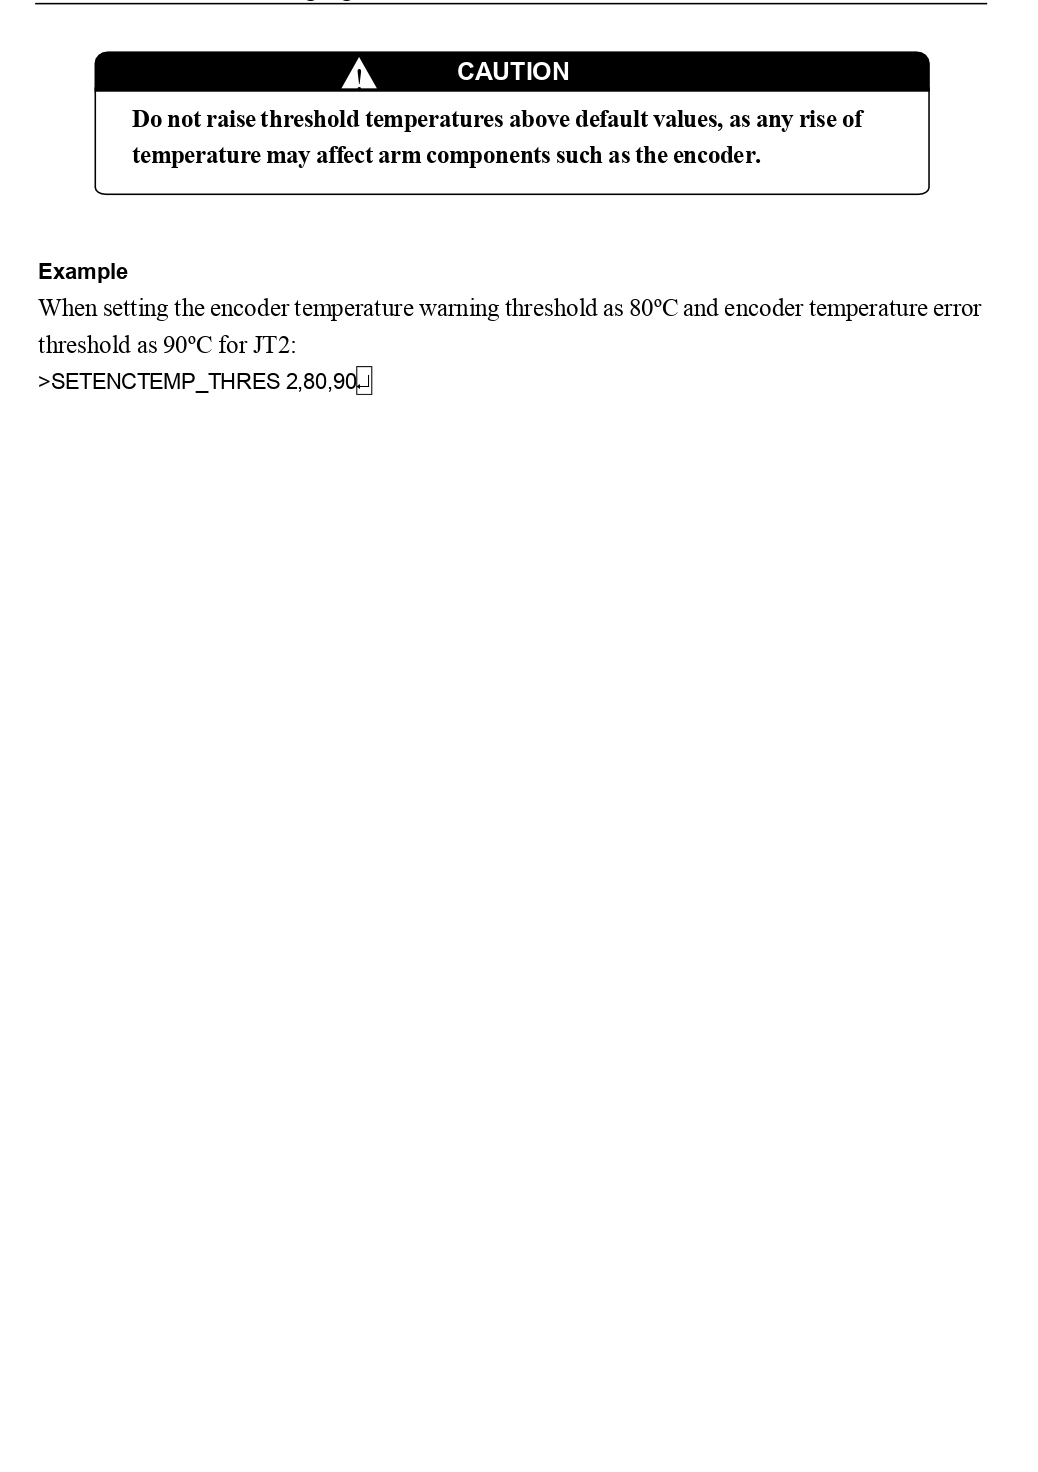 CAUTION
Do not raise threshold temperatures above default values, as any rise of
temperature may affect arm components such as the encoder.
Example
When setting the encoder temperature warning threshold as 80ºC and encoder temperature error
threshold as 90ºC for JT2:
>SETENCTEMP_THRES 2,80,90↵